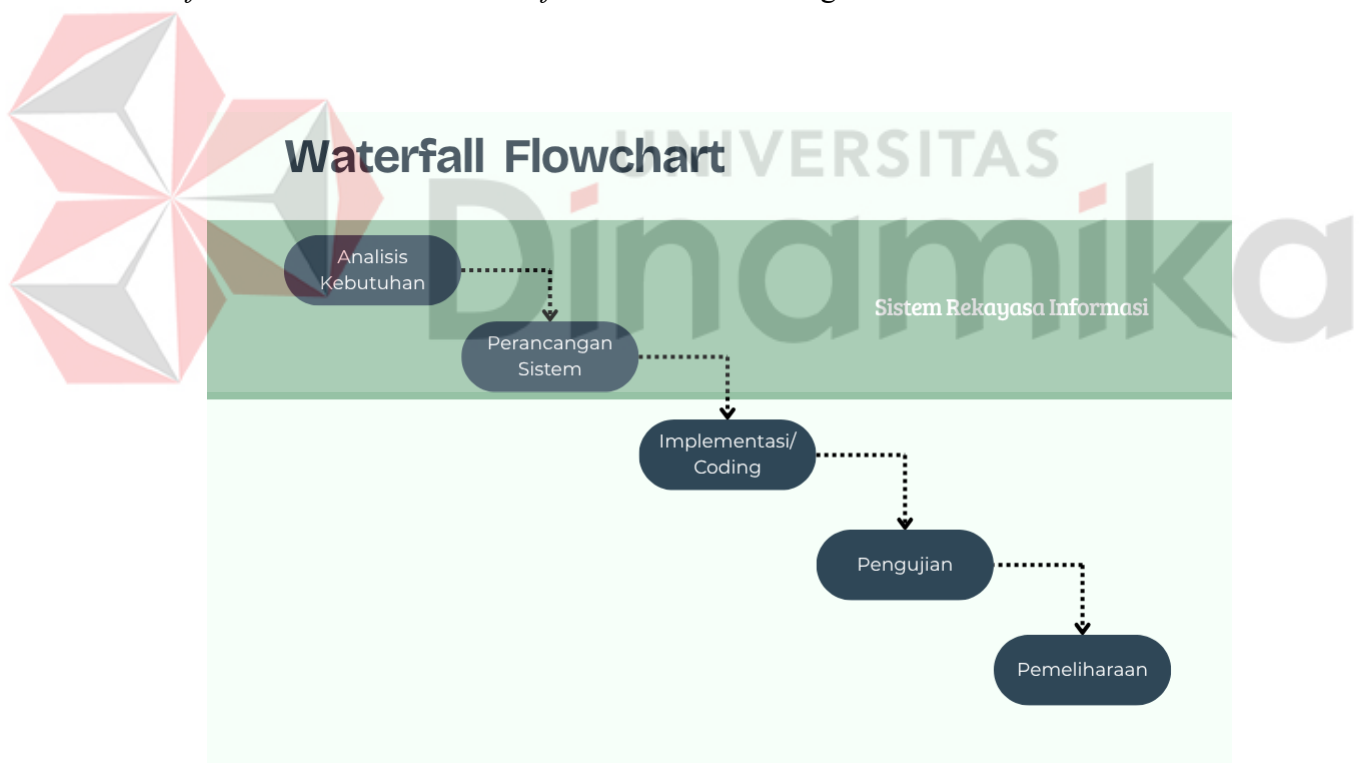 Waterfall Flowchart
UNIVERSITAS
Dinamika
Analisis
Kebutuhan
Sistem Rekayasa Informasi
Perancangan
Sistem
Implementasi/
Coding
Pengujian
Pemeliharaan